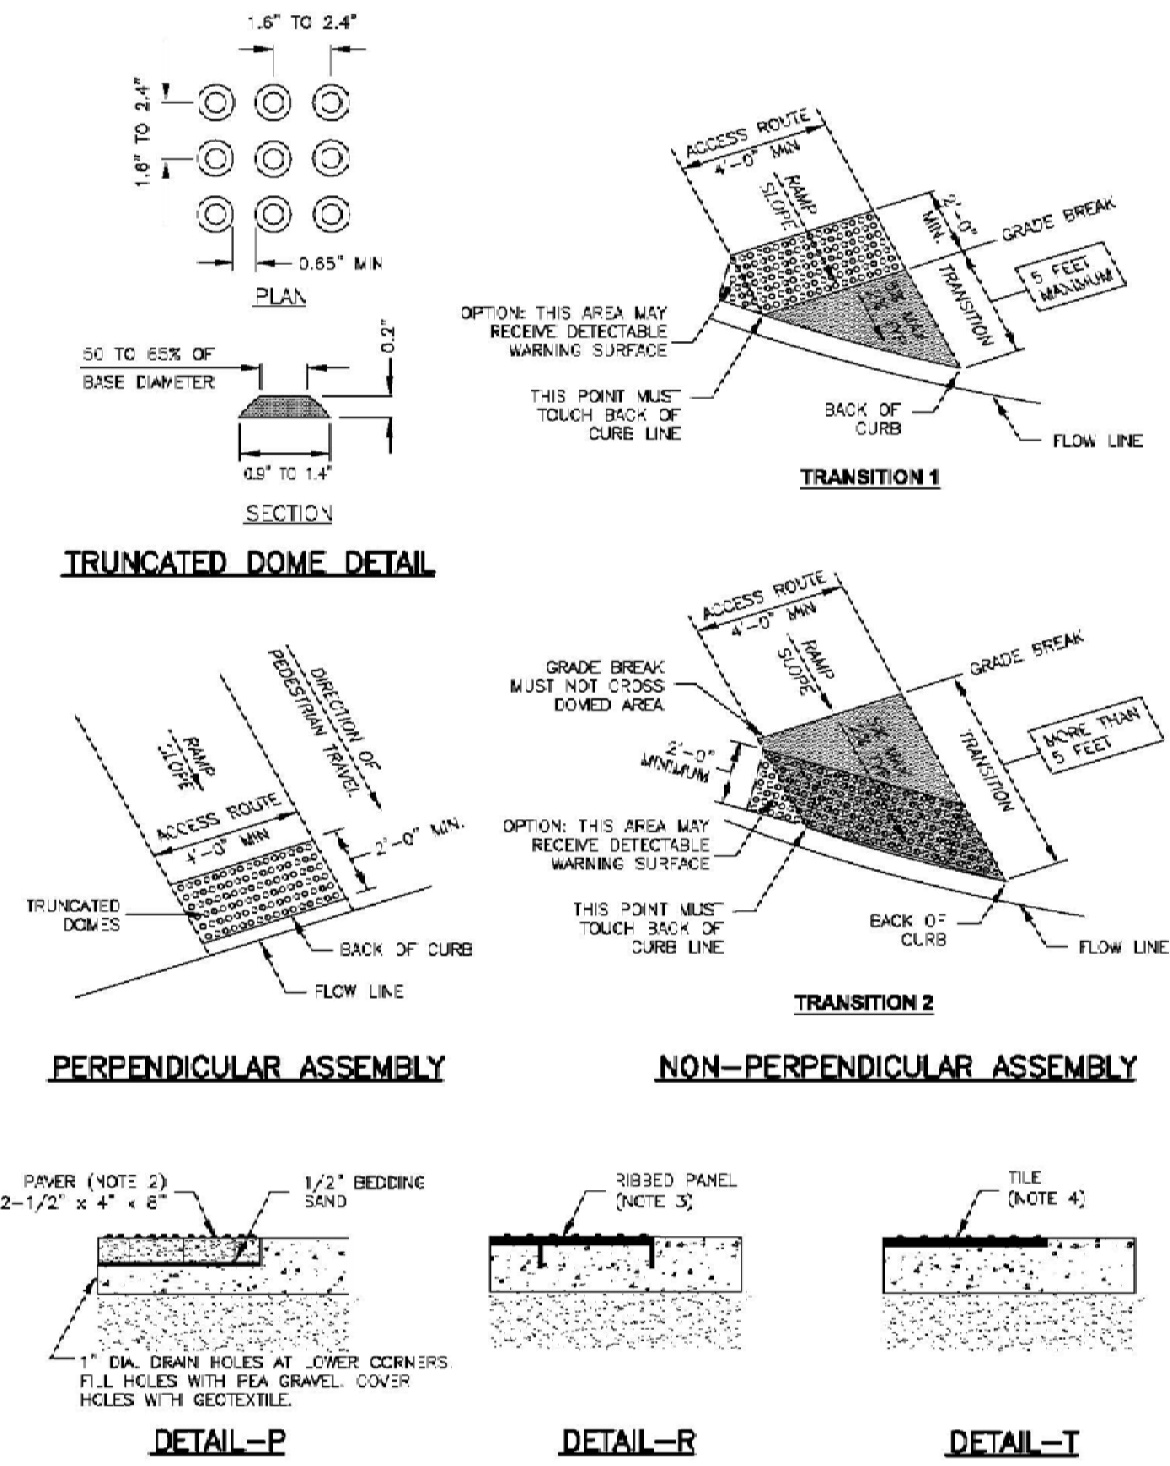 1.6" TO 2.4"
1.6" TO 2.4"
0.65" MIN
PLAN
50 TO 65% OF
BASE DIAMETER
0.2"
0.9" TO 1.4"
SECTION
TRUNCATED DOME DETAIL
ACCESS ROUTE
4'-0" MIN
RAMP
SLOPE
2'-0"
MIN.
GRADE BREAK
TRANSITION
5 FEET
MAXIMUM
OPTION: THIS AREA MAY
RECEIVE DETECTABLE
WARNING SURFACE
THIS POINT MUST
TOUCH BACK OF
CURB LINE
BACK OF
CURB
FLOW LINE
TRANSITION 1
DIRECTION OF
PEDESTRIAN TRAVEL
RAMP
SLOPE
ACCESS ROUTE
4'-0" MIN
2'-0" MIN.
TRUNCATED
DOMES
BACK OF CURB
FLOW LINE
PERPENDICULAR ASSEMBLY
ACCESS ROUTE
4'-0" MIN
RAMP
SLOPE
GRADE BREAK
GRADE BREAK
MUST NOT CROSS
DOMED AREA
2'-0"
MINIMUM
TRANSITION
MORE THAN
5 FEET
OPTION: THIS AREA MAY
RECEIVE DETECTABLE
WARNING SURFACE
THIS POINT MUST
TOUCH BACK OF
CURB LINE
BACK OF
CURB
FLOW LINE
TRANSITION 2
NON-PERPENDICULAR ASSEMBLY
PAVER (NOTE 2)
2-1/2" x 4" x 8"
1/2" BEDDING
SAND
1" DIA. DRAIN HOLES AT LOWER CORNERS.
FILL HOLES WITH PEA GRAVEL. COVER
HOLES WITH GEOTEXTILE.
DETAIL-P
RIBBED PANEL
(NOTE 3)
DETAIL-R
TILE
(NOTE 4)
DETAIL-T